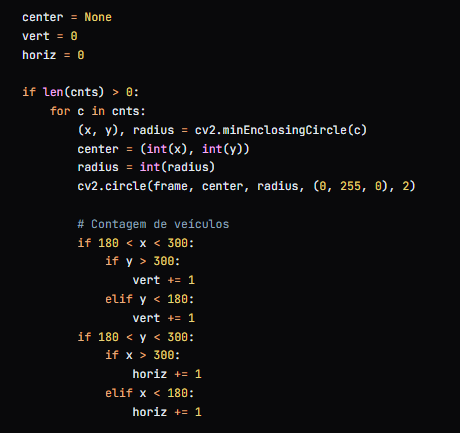 center = None
vert = 0
horiz = 0

if len(cnts) > 0:
    for c in cnts:
        (x, y), radius = cv2.minEnclosingCircle(c)
        center = (int(x), int(y))
        radius = int(radius)
        cv2.circle(frame, center, radius, (0, 255, 0), 2)

        # Contagem de veículos
        if 180 < x < 300:
            if y > 300:
                vert += 1
            elif y < 180:
                vert += 1
        if 180 < y < 300:
            if x > 300:
                horiz += 1
            elif x < 180:
                horiz += 1